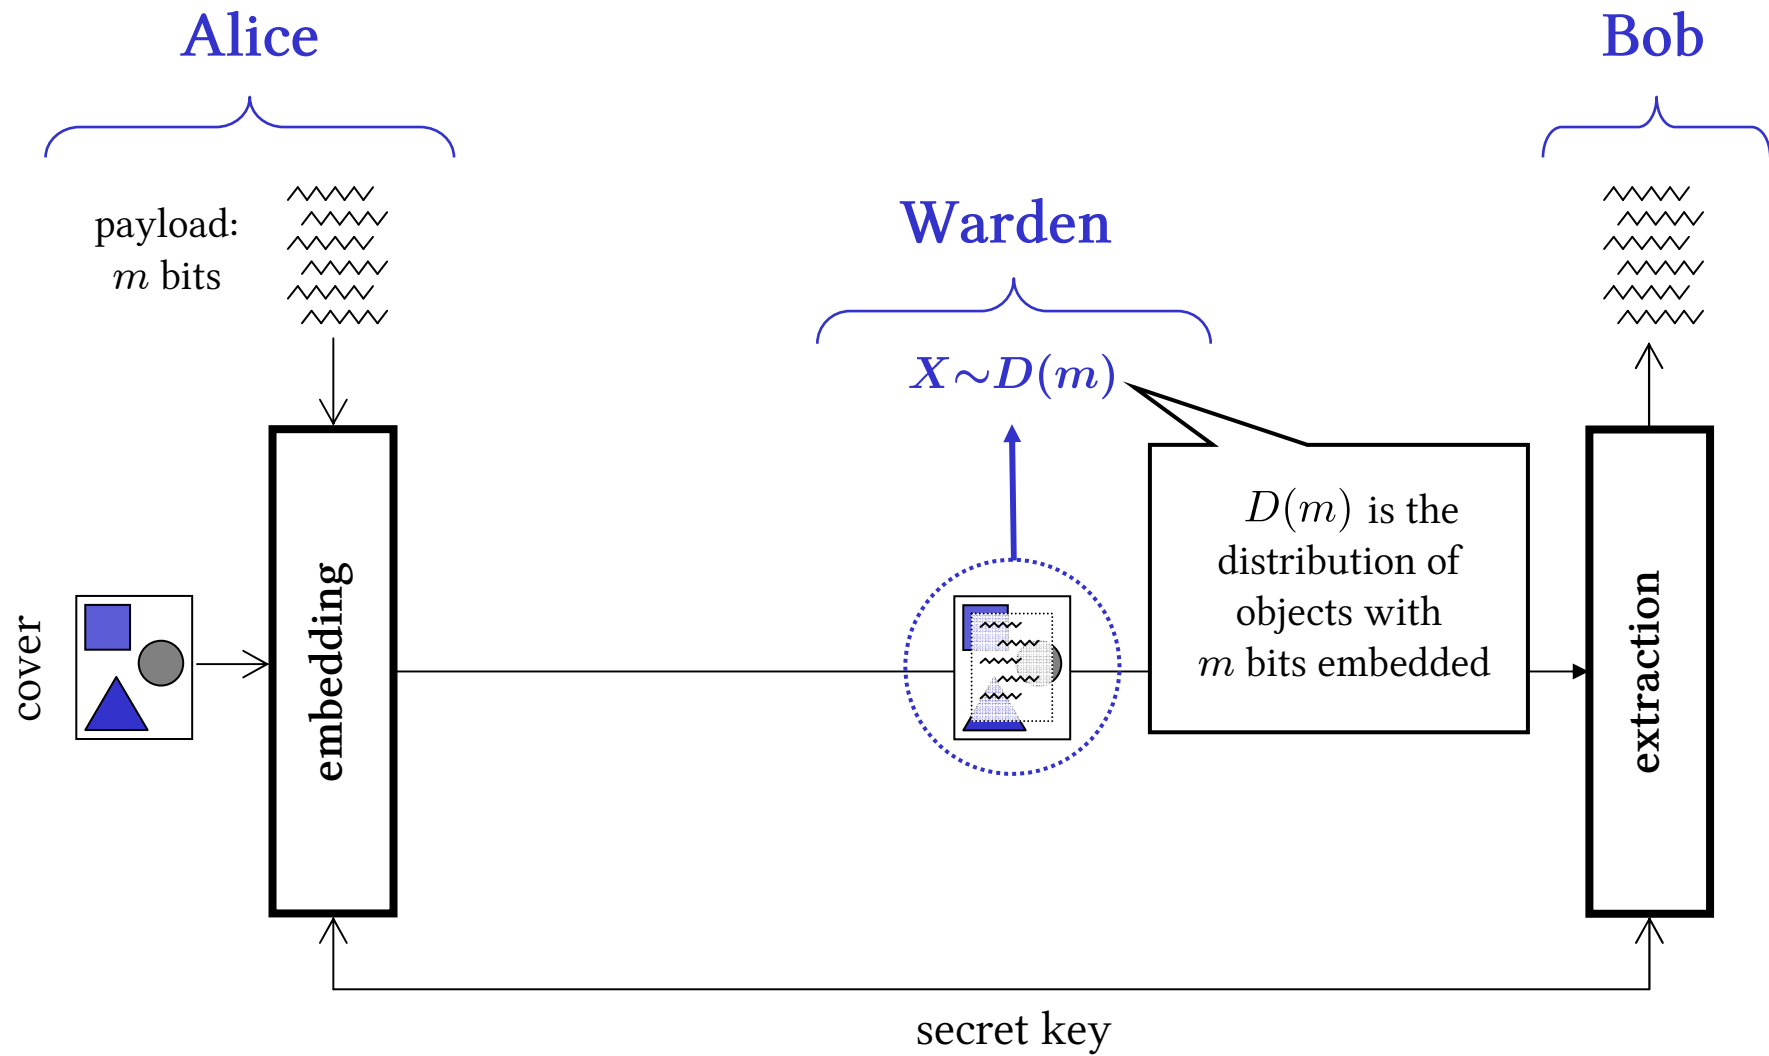 Alice
Bob
payload:
m bits
Warden
X~D(m)
D(m) is the
distribution of
objects with
m bits embedded
cover
embedding
extraction
secret key